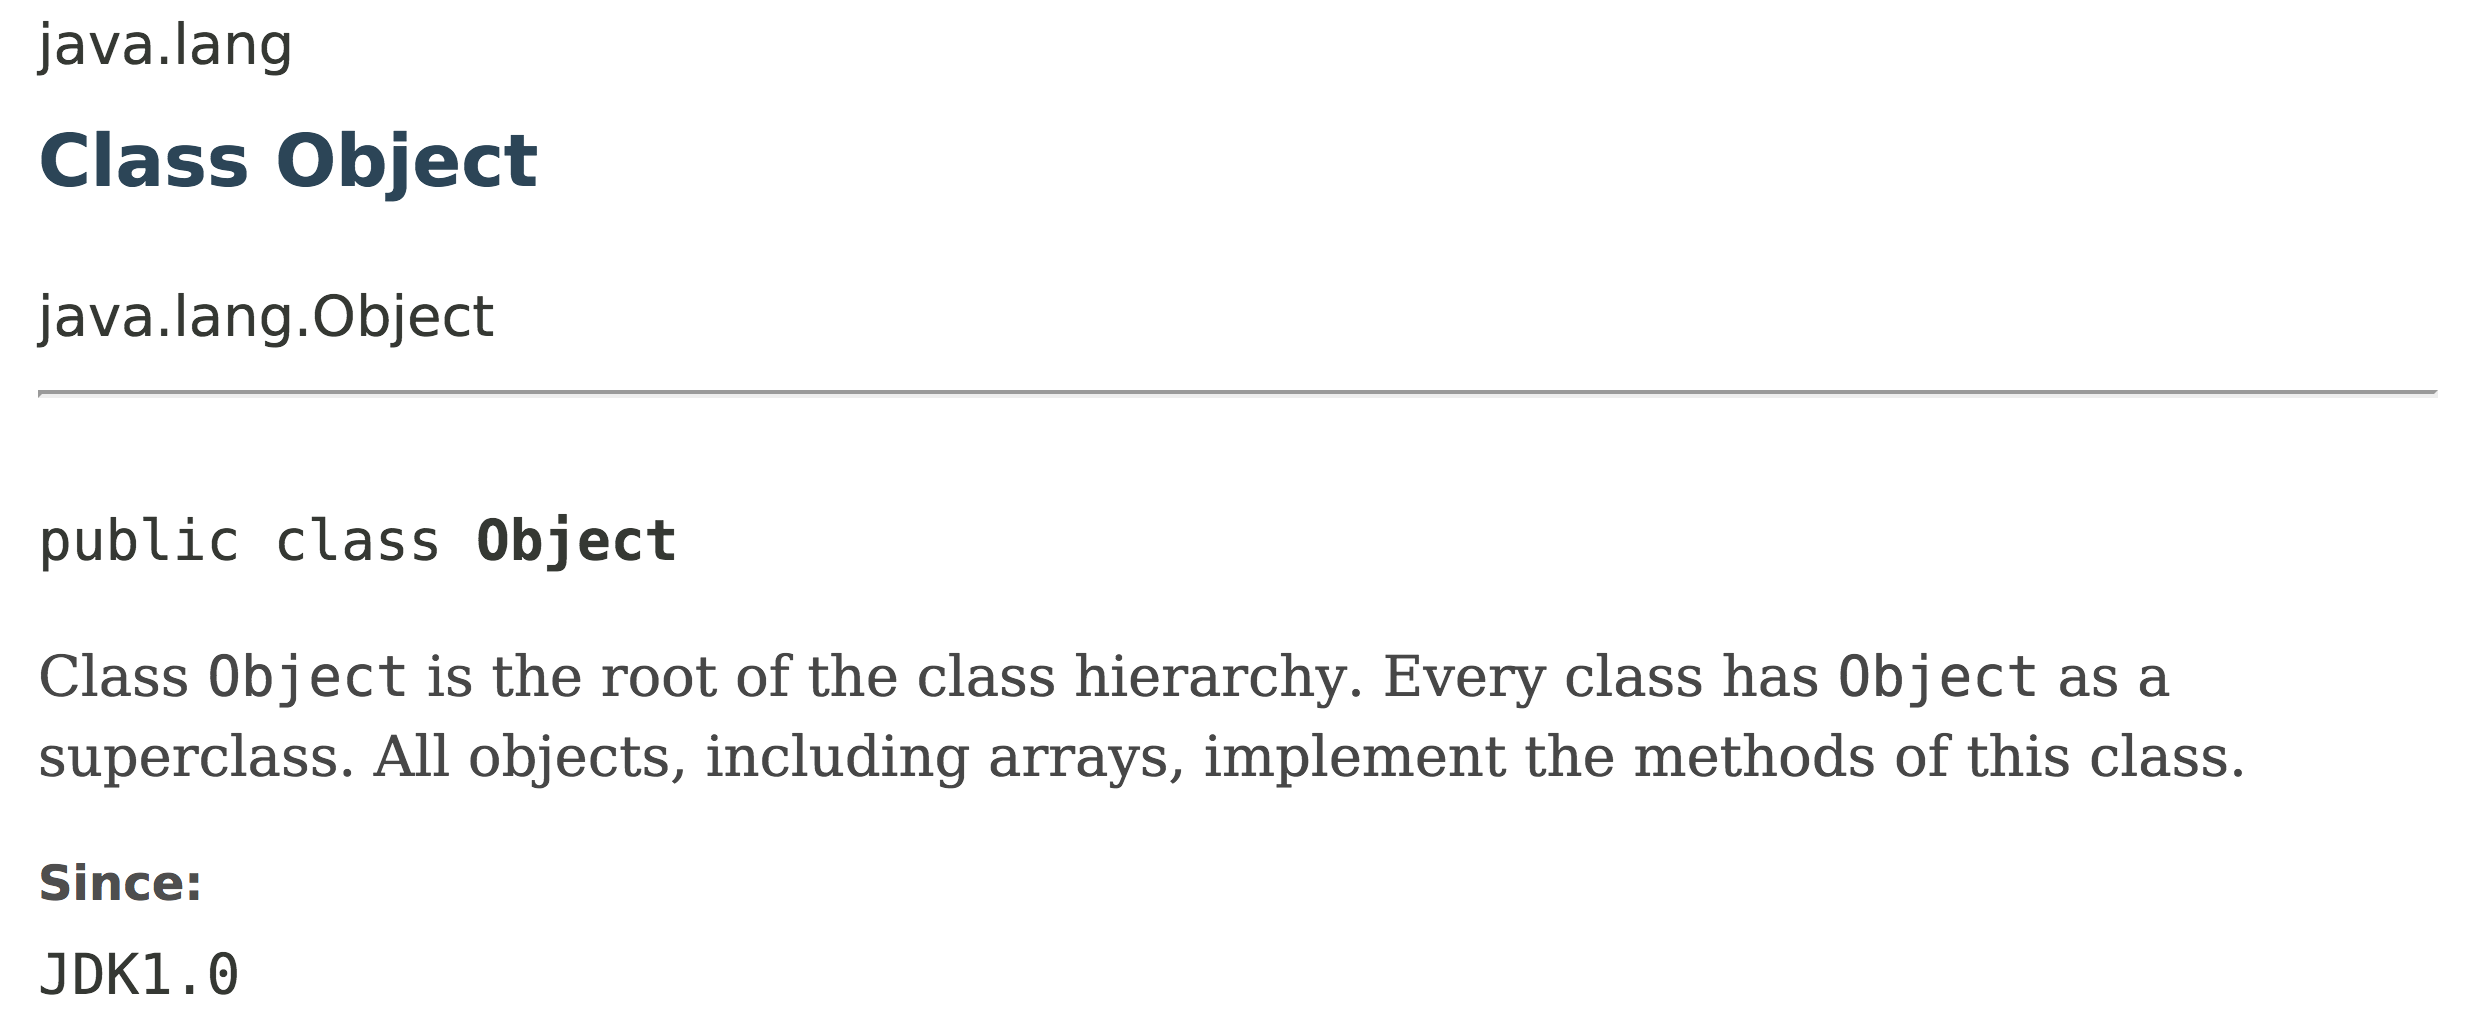 java.lang
Class Object
java.lang.Object
public class Object
Class Object is the root of the class hierarchy. Every class has Object as a
superclass. All objects, including arrays, implement the methods of this class.
Since:
JDK1.0